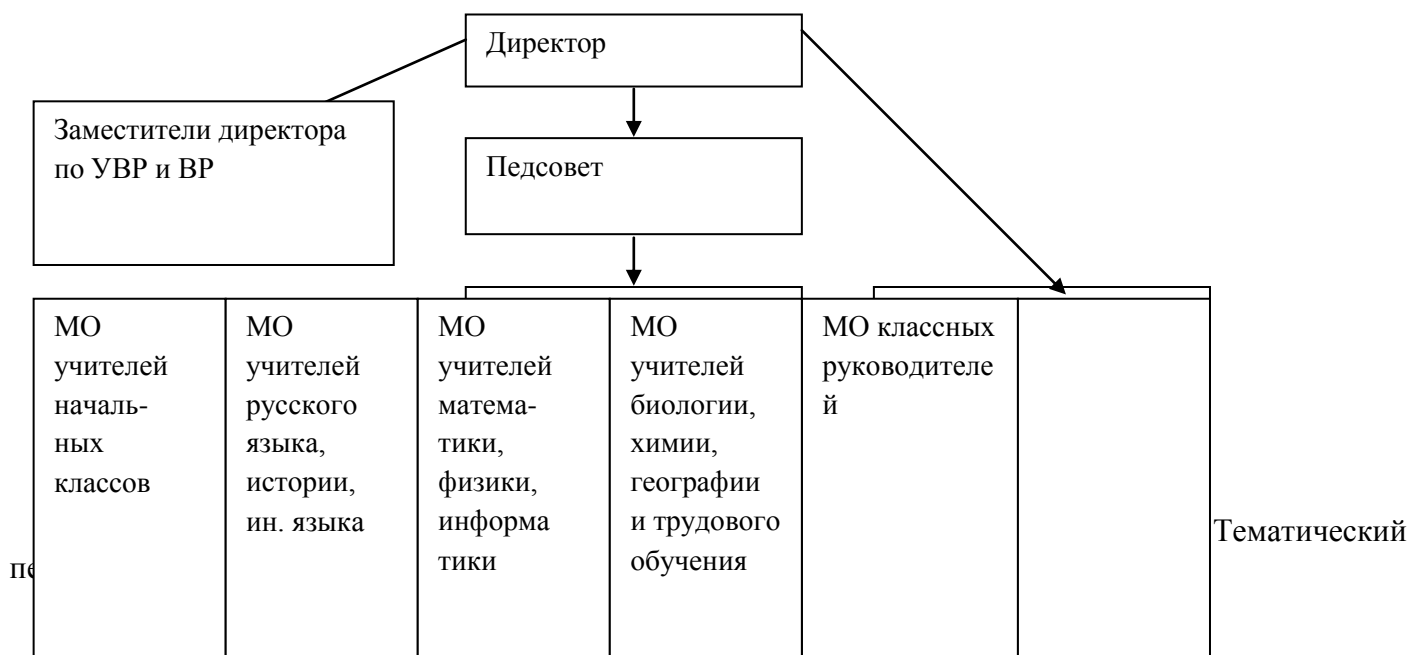 Директор
Заместители директора
по УВР и ВР
Педсовет
МО
учителей
началь-
ных
классов
МО
учителей
русского
языка,
истории,
ин. языка
МО
учителей
матема-
тики,
физики,
информа
тики
МО
учителей
биологии,
химии,
географии
и трудового
обучения
МО классных
руководителе
й
Тематический